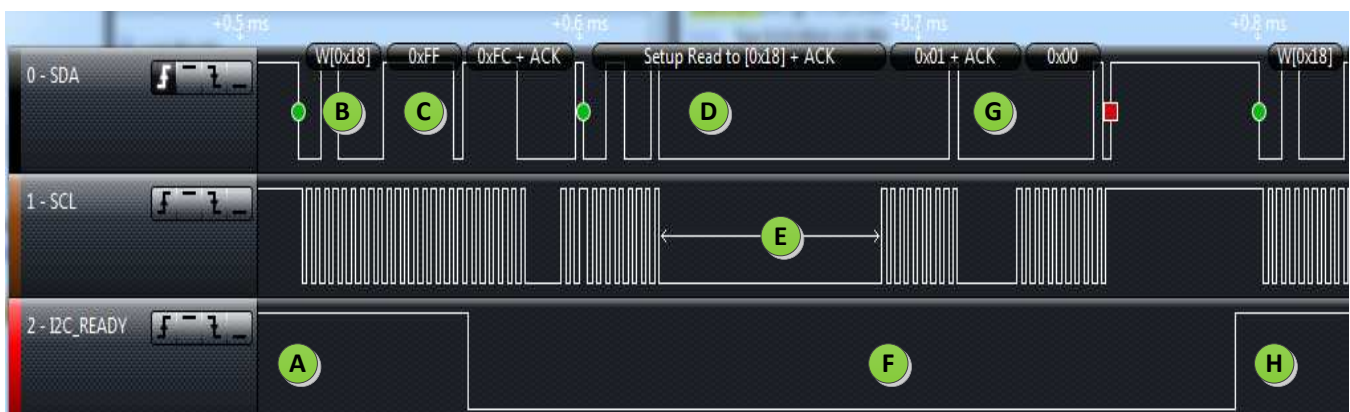 +0.5 ms +0.6 ms +0.7 ms +0.8 ms
W[0x18] 0xFF 0xFC + ACK Setup Read to [0x18] + ACK 0x01 + ACK 0x00 W[0x18]
0 - SDA
B C D G
1 - SCL
E
2 - I2C_READY
A F H